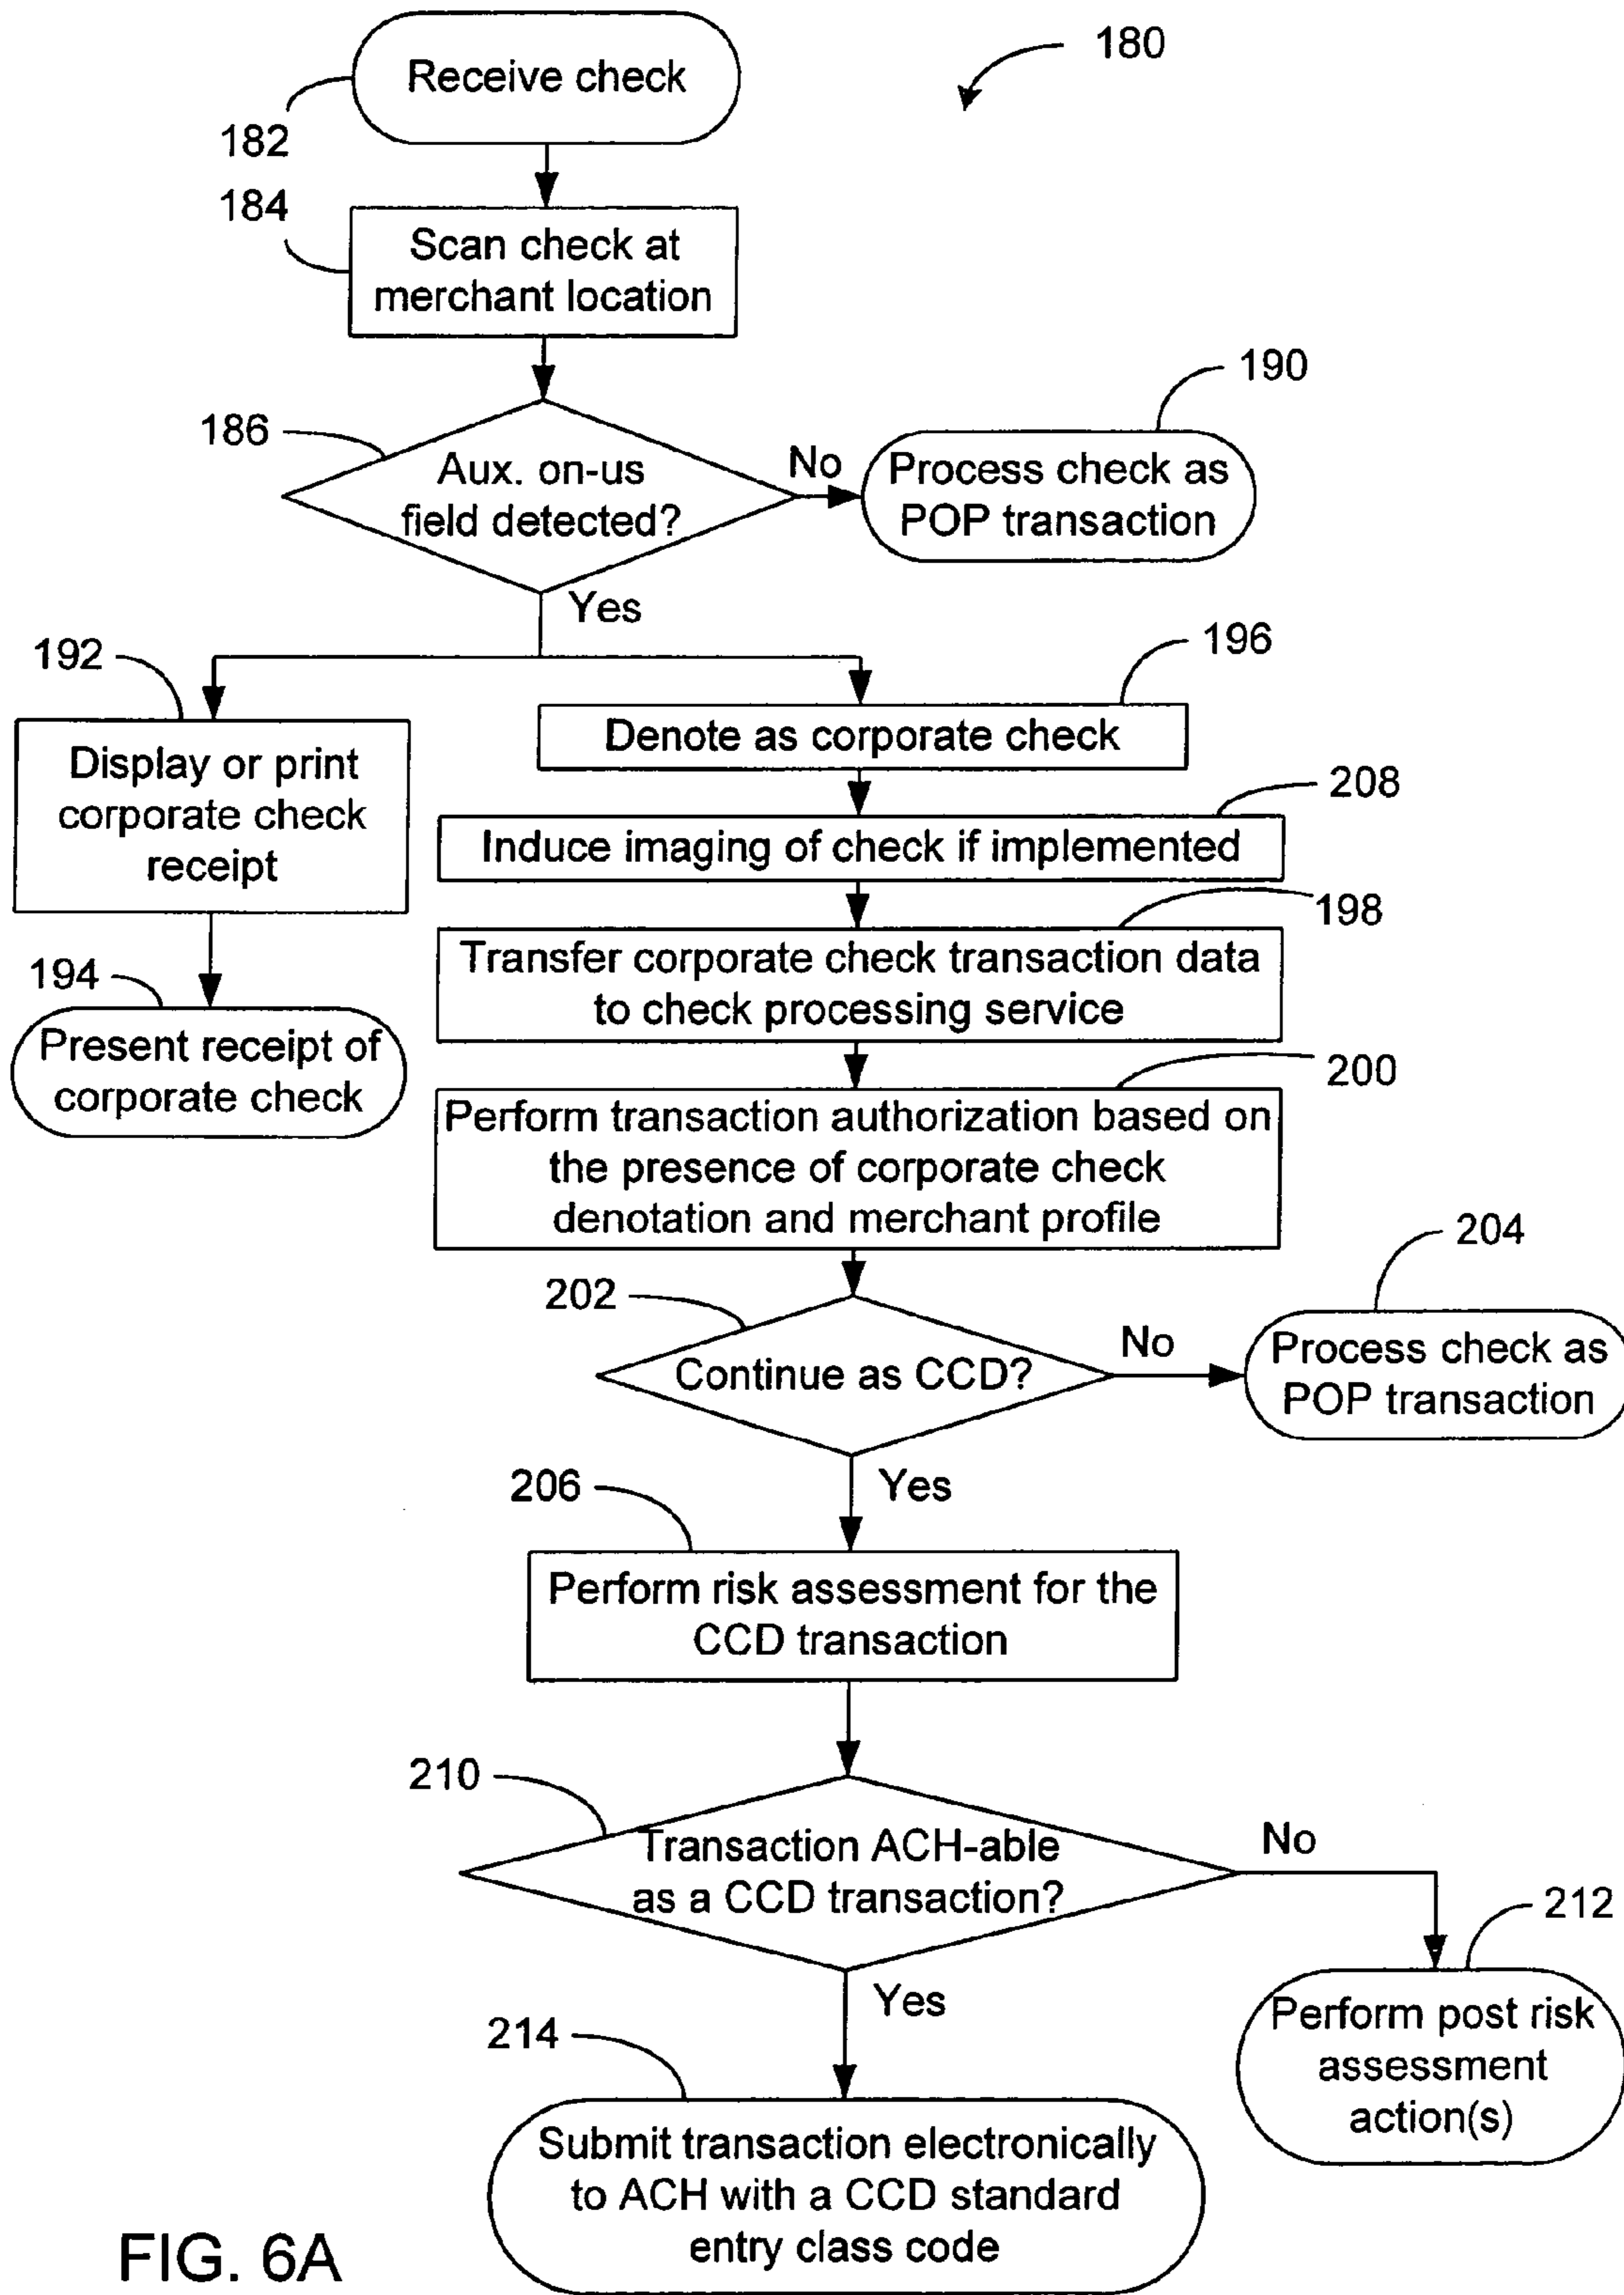 180
Receive check
182
184
Scan check at
merchant location
190
186
Aux. on-us
field detected?
No
Process check as
POP transaction
Yes
192
196
Display or print
corporate check
receipt
Denote as corporate check
208
Induce imaging of check if implemented
198
Transfer corporate check transaction data
to check processing service
194
Present receipt of
corporate check
200
Perform transaction authorization based on
the presence of corporate check
denotation and merchant profile
204
202
Continue as CCD?
No
Process check as
POP transaction
Yes
206
Perform risk assessment for the
CCD transaction
210
Transaction ACH-able
as a CCD transaction?
No
212
Perform post risk
assessment
action(s)
Yes
214
Submit transaction electronically
to ACH with a CCD standard
entry class code
FIG. 6A